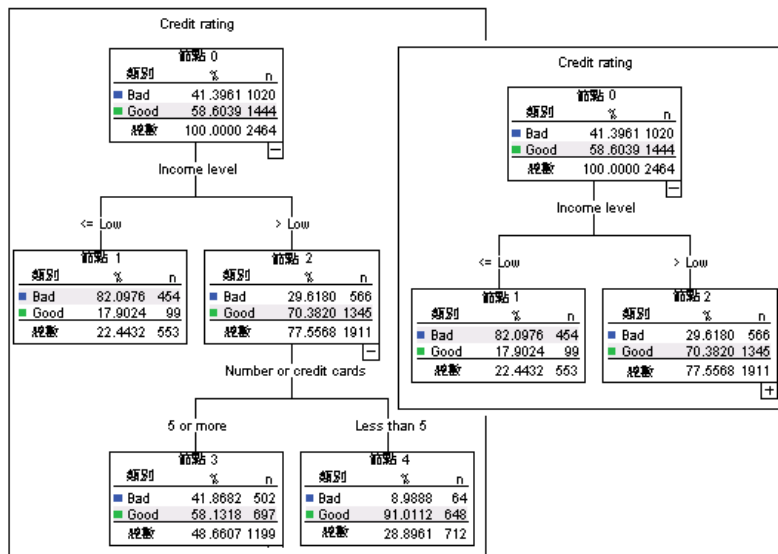 Credit rating
節點 0
類別 % n
Bad 41.3961 1020
Good 58.6039 1444
總數 100.0000 2464
Income level
<= Low
> Low
節點 1
類別 % n
Bad 82.0976 454
Good 17.9024 99
總數 22.4432 553
節點 2
類別 % n
Bad 29.6180 566
Good 70.3820 1345
總數 77.5568 1911
Number or credit cards
5 or more
Less than 5
節點 3
類別 % n
Bad 41.8682 502
Good 58.1318 697
總數 48.6607 1199
節點 4
類別 % n
Bad 8.9888 64
Good 91.0112 648
總數 28.8961 712
Credit rating
節點 0
類別 % n
Bad 41.3961 1020
Good 58.6039 1444
總數 100.0000 2464
Income level
<= Low
> Low
節點 1
類別 % n
Bad 82.0976 454
Good 17.9024 99
總數 22.4432 553
節點 2
類別 % n
Bad 29.6180 566
Good 70.3820 1345
總數 77.5568 1911